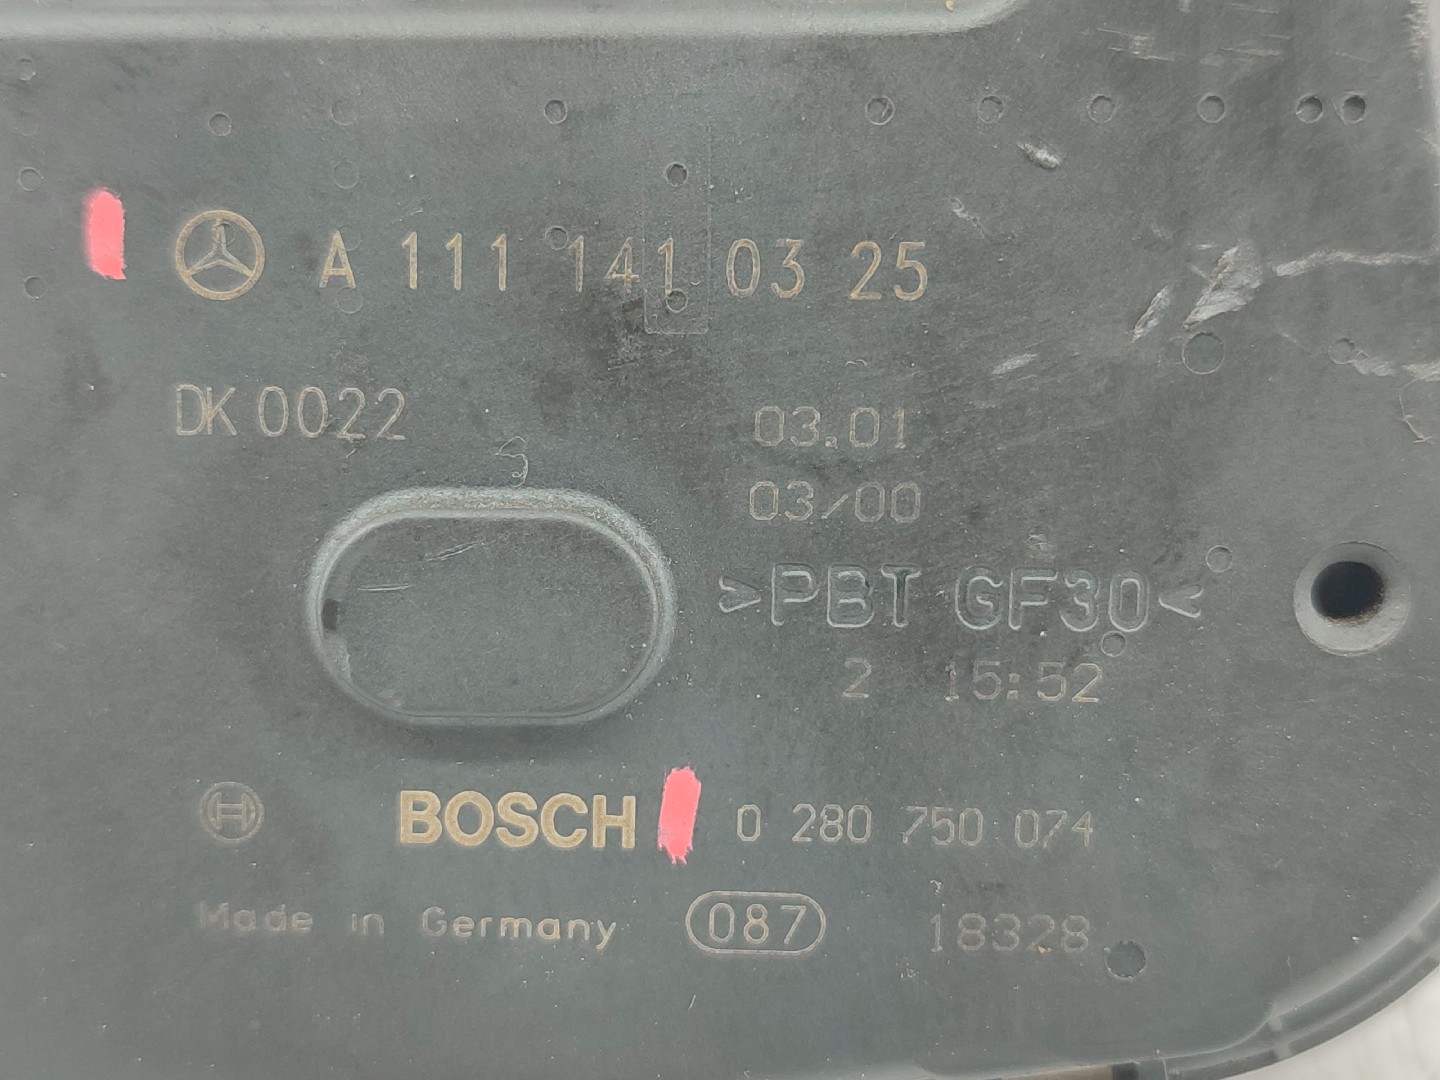 A 111 141 03 25
DK 0022
03.01
03/00
>PBT GF30<
2 15:52
BOSCH 0 280 750 074
Made in Germany 087 18328